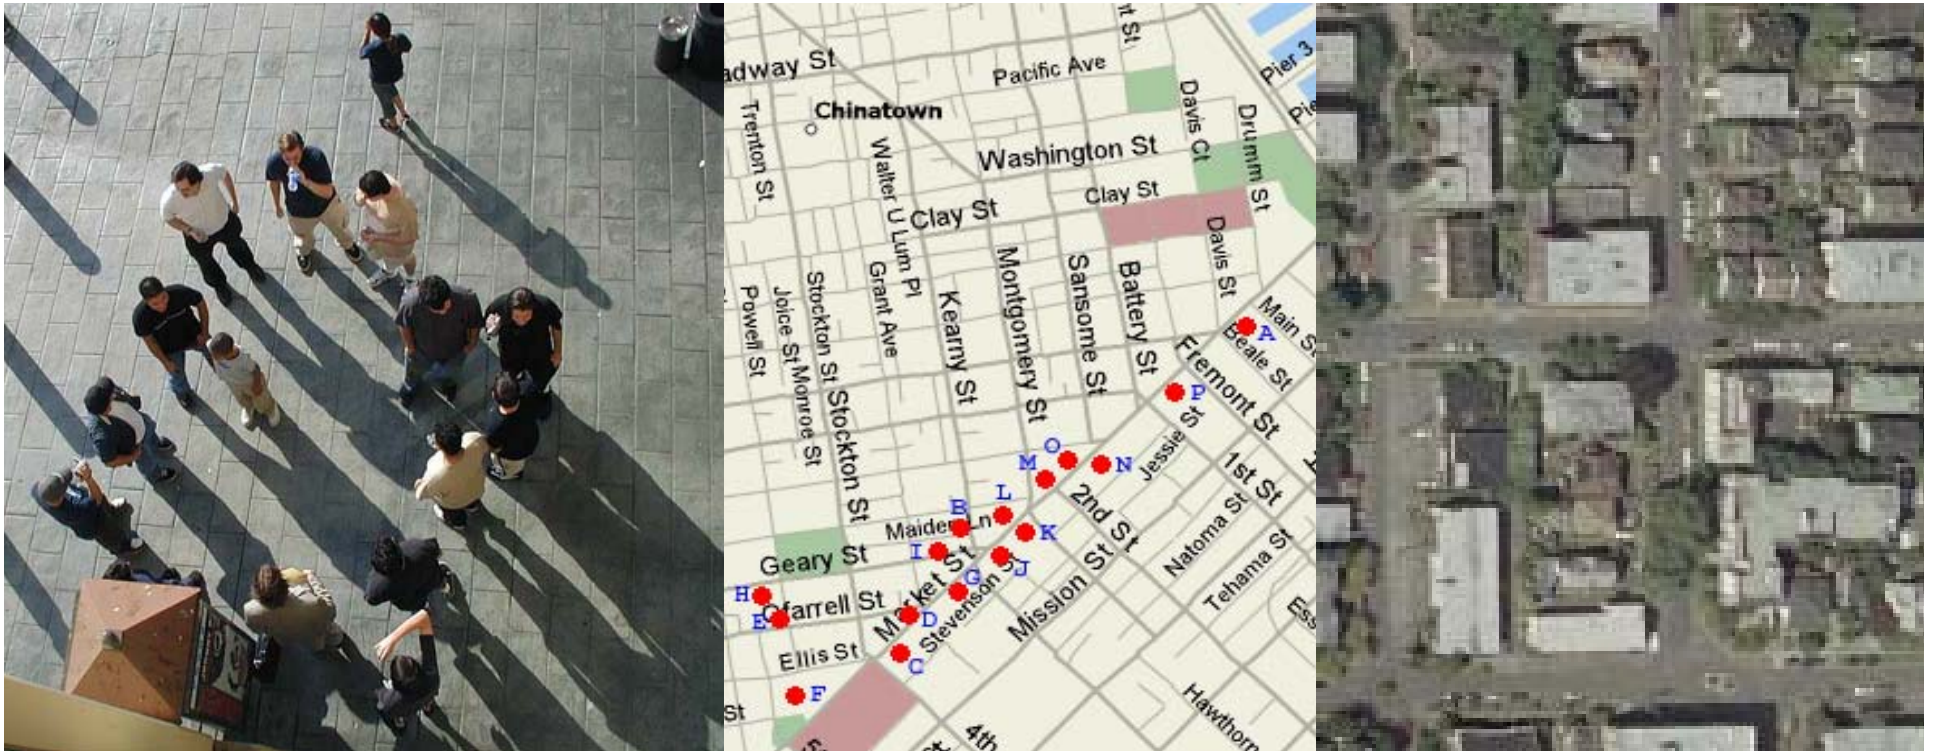 adway St
Pacific Ave
Pier 3
Chinatown
Trenton St
Davis Ct
Drumm St
Walter U Lum Pl
Washington St
Clay St
Clay St
Davis St
Powell St
Joice St
Monroe St
Stockton St
Stockton St
Grant Ave
Kearny St
Montgomery St
Sansome St
Battery St
Main St
A
Beale St
Fremont St
P
Jessie St
1st St
O
M
N
2nd St
Natoma St
Tehama St
L
B
Maiden Ln
K
I
Geary St
J
G
H
Ofarrell St
E
Market St
D
Stevenson St
Mission St
Ellis St
C
F
St
4th
Hawthorn